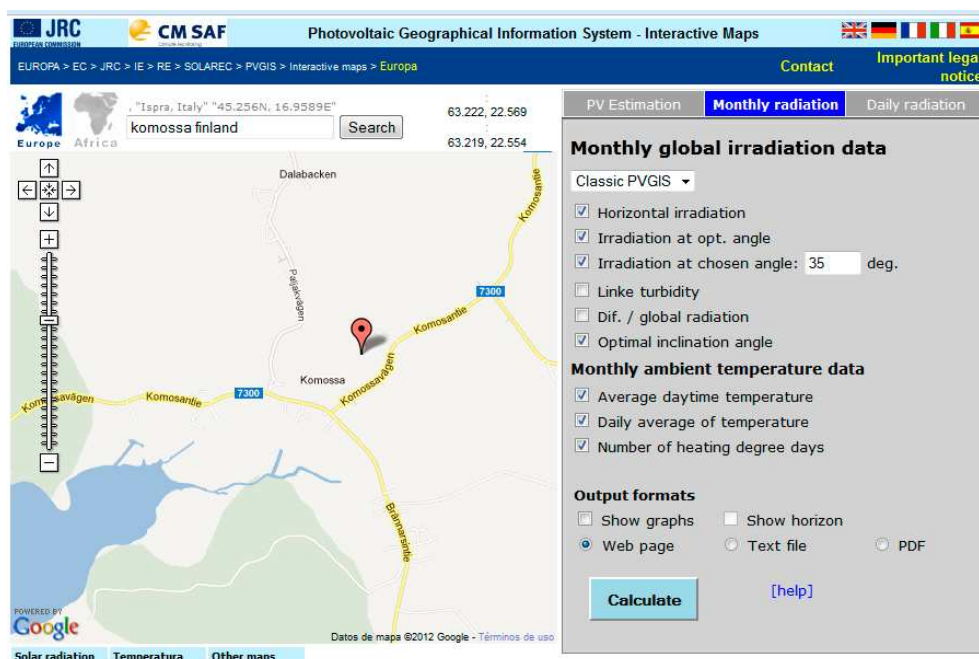 JRC
EUROPEAN COMMISSION
CM SAF
Photovoltaic Geographical Information System - Interactive Maps
EUROPA > EC > JRC > IE > RE > SOLAREC > PVGIS > Interactive maps > Europa
Contact
Important legal
notice
Europe
Africa
, "Ispra, Italy" "45.256N, 16.9589E"
komossa finland
Search
63.222, 22.569
63.219, 22.554
PV Estimation
Monthly radiation
Daily radiation
Monthly global irradiation data
Classic PVGIS
Horizontal irradiation
Irradiation at opt. angle
Irradiation at chosen angle: 35 deg.
Linke turbidity
Dif. / global radiation
Optimal inclination angle
Monthly ambient temperature data
Average daytime temperature
Daily average of temperature
Number of heating degree days
Output formats
Show graphs
Show horizon
Web page
Text file
PDF
Calculate
[help]
Dalabacken
Komosantie
Paljakvägen
7300
Komosantie
Komossavägen
Komossa
7300
Komosantie
Brännarsintie
POWERED BY
Google
Datos de mapa ©2012 Google - Términos de uso
Solar radiation
Temperatura
Other maps